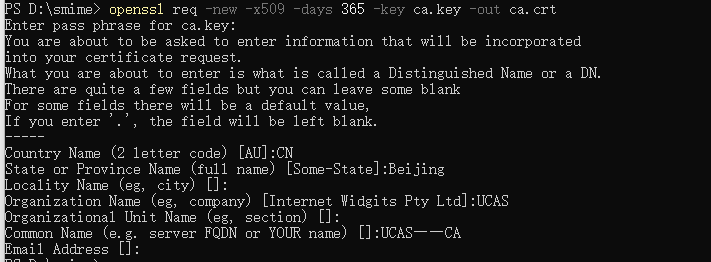 PS D:\smime> openssl req -new -x509 -days 365 -key ca.key -out ca.crt
Enter pass phrase for ca.key:
You are about to be asked to enter information that will be incorporated
into your certificate request.
What you are about to enter is what is called a Distinguished Name or a DN.
There are quite a few fields but you can leave some blank
For some fields there will be a default value,
If you enter '.', the field will be left blank.
-----
Country Name (2 letter code) [AU]:CN
State or Province Name (full name) [Some-State]:Beijing
Locality Name (eg, city) []:
Organization Name (eg, company) [Internet Widgits Pty Ltd]:UCAS
Organizational Unit Name (eg, section) []:
Common Name (e.g. server FQDN or YOUR name) []:UCAS——CA
Email Address []: